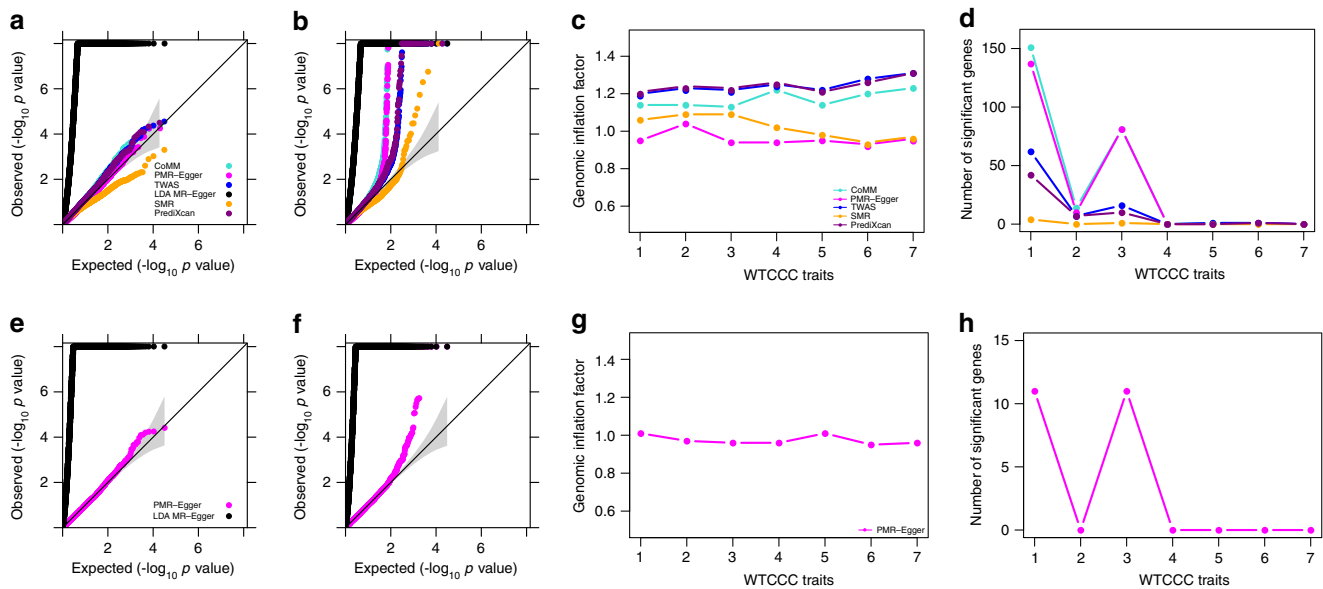 a
Observed (-log10 p value)
6
4
2
2
4
6
Expected (-log10 p value)
CoMM
PMR-Egger
TWAS
LDA MR-Egger
SMR
PrediXcan
b
Observed (-log10 p value)
6
4
2
2
4
6
Expected (-log10 p value)
c
Genomic inflation factor
1.4
1.2
1.0
0.8
0.6
1
2
3
4
5
6
7
WTCCC traits
CoMM
PMR-Egger
TWAS
SMR
PrediXcan
d
Number of significant genes
150
100
50
0
1
2
3
4
5
6
7
WTCCC traits
e
Observed (-log10 p value)
6
4
2
2
4
6
Expected (-log10 p value)
PMR-Egger
LDA MR-Egger
f
Observed (-log10 p value)
6
4
2
2
4
6
Expected (-log10 p value)
g
Genomic inflation factor
1.4
1.2
1.0
0.8
0.6
1
2
3
4
5
6
7
WTCCC traits
PMR-Egger
h
Number of significant genes
15
10
5
0
1
2
3
4
5
6
7
WTCCC traits